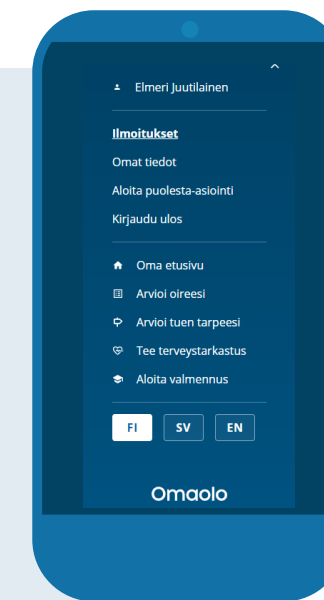 Elmeri Juutilainen
Ilmoitukset
Omat tiedot
Aloita puolesta-asiointi
Kirjaudu ulos
Oma etusivu
Arvioi oireesi
Arvioi tuen tarpeesi
Tee terveystarkastus
Aloita valmennus
FI SV EN
Omaolo